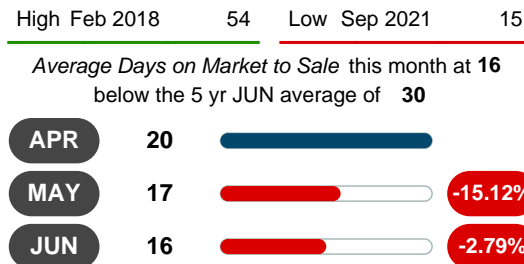 High Feb 2018 54 Low Sep 2021 15
Average Days on Market to Sale this month at 16
below the 5 yr JUN average of 30
APR 20
MAY 17 -15.12%
JUN 16 -2.79%